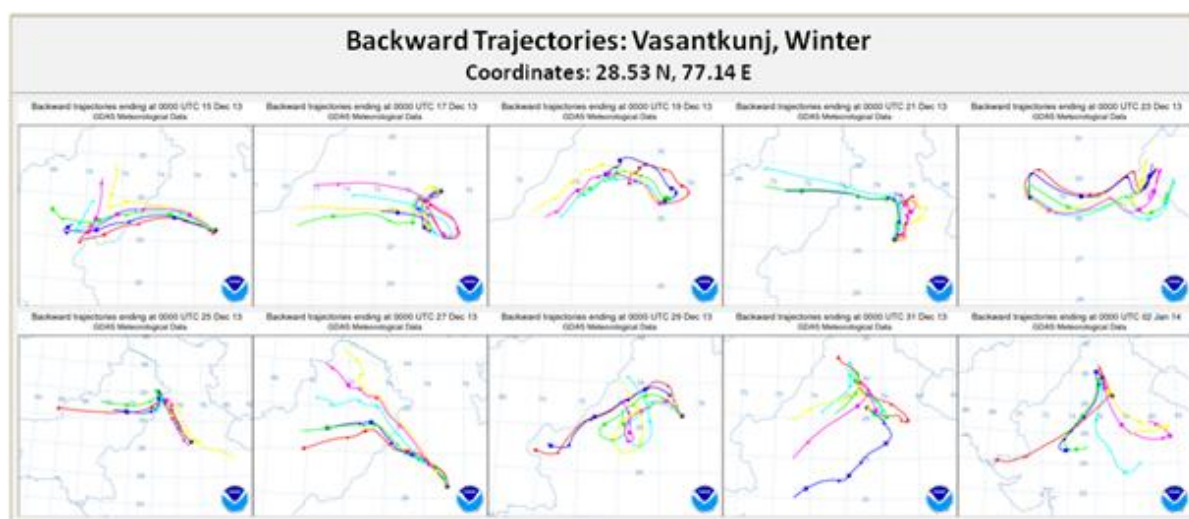 Backward Trajectories: Vasantkunj, Winter
Coordinates: 28.53 N, 77.14 E
Backward trajectories ending at 0000 UTC 15 Dec 13
GDAS Meteorological Data
Backward trajectories ending at 0000 UTC 17 Dec 13
GDAS Meteorological Data
Backward trajectories ending at 0000 UTC 19 Dec 13
GDAS Meteorological Data
Backward trajectories ending at 0000 UTC 21 Dec 13
GDAS Meteorological Data
Backward trajectories ending at 0000 UTC 23 Dec 13
GDAS Meteorological Data
Backward trajectories ending at 0000 UTC 25 Dec 13
GDAS Meteorological Data
Backward trajectories ending at 0000 UTC 27 Dec 13
GDAS Meteorological Data
Backward trajectories ending at 0000 UTC 29 Dec 13
GDAS Meteorological Data
Backward trajectories ending at 0000 UTC 31 Dec 13
GDAS Meteorological Data
Backward trajectories ending at 0000 UTC 02 Jan 14
GDAS Meteorological Data